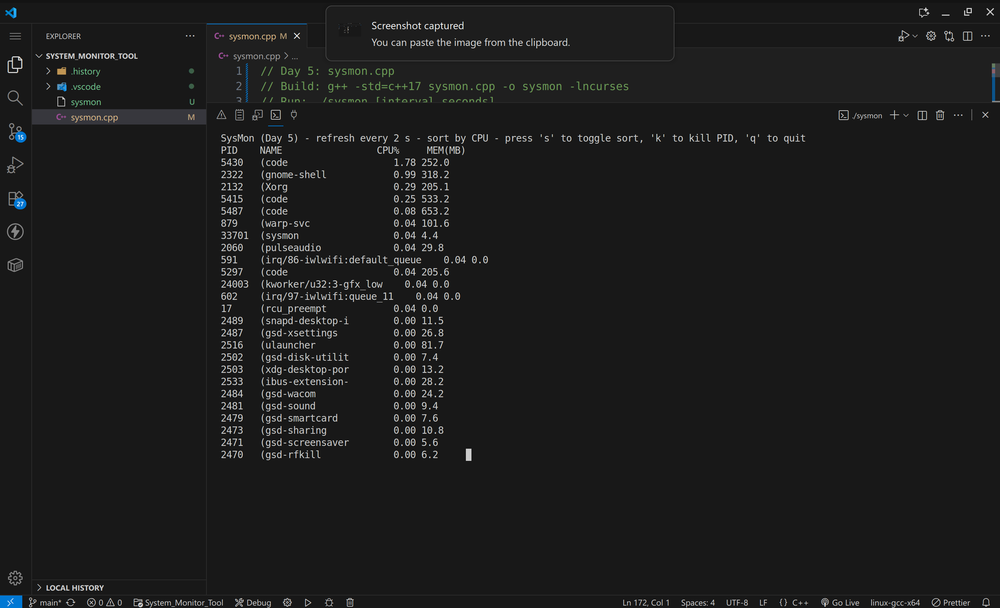 Screenshot captured
You can paste the image from the clipboard.
EXPLORER
SYSTEM_MONITOR_TOOL
.history
.vscode
sysmon U
C++ sysmon.cpp M
LOCAL HISTORY
15
27
C++ sysmon.cpp M
C++ sysmon.cpp > ...
1 // Day 5: sysmon.cpp
2 // Build: g++ -std=c++17 sysmon.cpp -o sysmon -lncurses
3 // Run: ./sysmon [interval_seconds]
./sysmon
SysMon (Day 5) - refresh every 2 s - sort by CPU - press 's' to toggle sort, 'k' to kill PID, 'q' to quit
PID NAME CPU% MEM(MB)
5430 (code 1.78 252.0
2322 (gnome-shell 0.99 318.2
2132 (Xorg 0.29 205.1
5415 (code 0.25 533.2
5487 (code 0.08 653.2
879 (warp-svc 0.04 101.6
33701 (sysmon 0.04 4.4
2060 (pulseaudio 0.04 29.8
591 (irq/86-iwlwifi:default_queue 0.04 0.0
5297 (code 0.04 205.6
24003 (kworker/u32:3-gfx_low 0.04 0.0
602 (irq/97-iwlwifi:queue_11 0.04 0.0
17 (rcu_preempt 0.04 0.0
2489 (snapd-desktop-i 0.00 11.5
2487 (gsd-xsettings 0.00 26.8
2516 (ulauncher 0.00 81.7
2502 (gsd-disk-utilit 0.00 7.4
2503 (xdg-desktop-por 0.00 13.2
2533 (ibus-extension- 0.00 28.2
2484 (gsd-wacom 0.00 24.2
2481 (gsd-sound 0.00 9.4
2479 (gsd-smartcard 0.00 7.6
2473 (gsd-sharing 0.00 10.8
2471 (gsd-screensaver 0.00 5.6
2470 (gsd-rfkill 0.00 6.2
main* 0 0 System_Monitor_Tool Debug Ln 172, Col 1 Spaces: 4 UTF-8 LF {} C++ Go Live linux-gcc-x64 Prettier